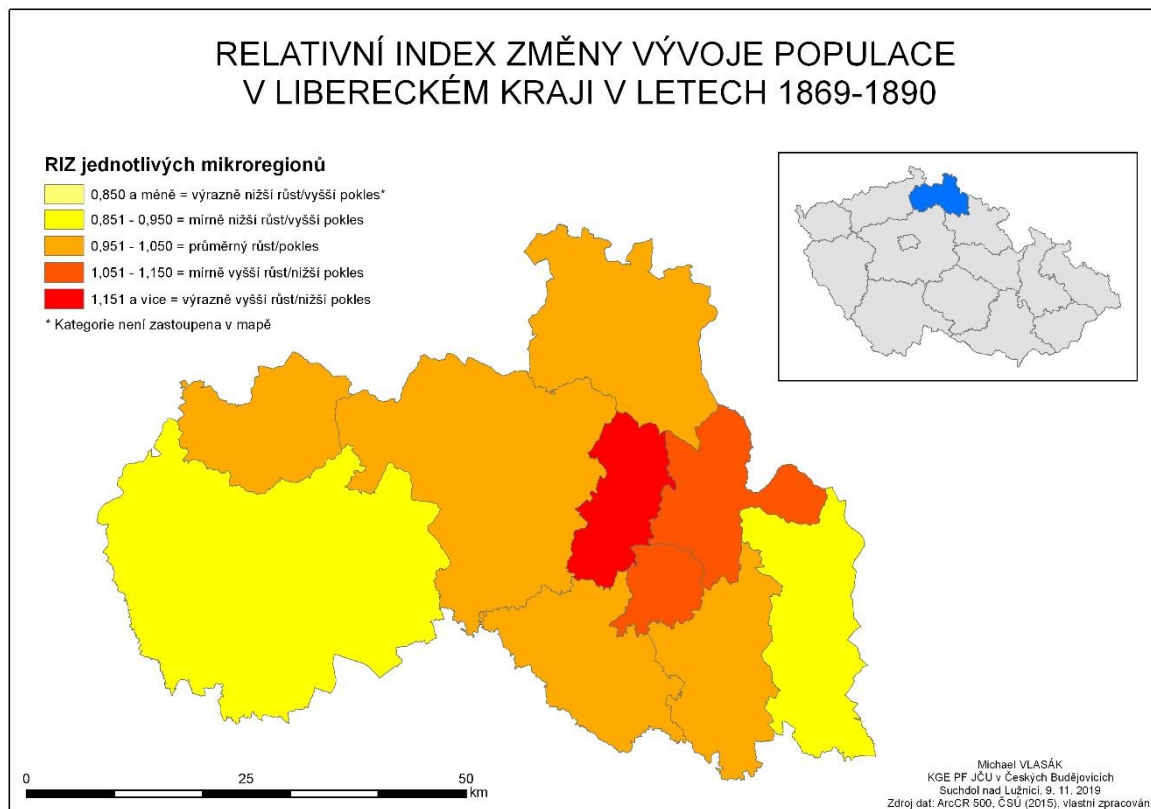 RELATIVNÍ INDEX ZMĚNY VÝVOJE POPULACE
V LIBERECKÉM KRAJI V LETECH 1869-1890
RIZ jednotlivých mikroregionů
0,850 a méně = výrazně nižší růst/vyšší pokles*
0,851 - 0,950 = mírně nižší růst/vyšší pokles
0,951 - 1,050 = průměrný růst/pokles
1,051 - 1,150 = mírně vyšší růst/nižší pokles
1,151 a více = výrazně vyšší růst/nižší pokles
* Kategorie není zastoupena v mapě
0 25 50
km
Michael VLASÁK
KGE PF JČU v Českých Budějovicích
Suchdol nad Lužnicí, 9. 11. 2019
Zdroj dat: ArcCR 500, ČSÚ (2015), vlastní zpracování